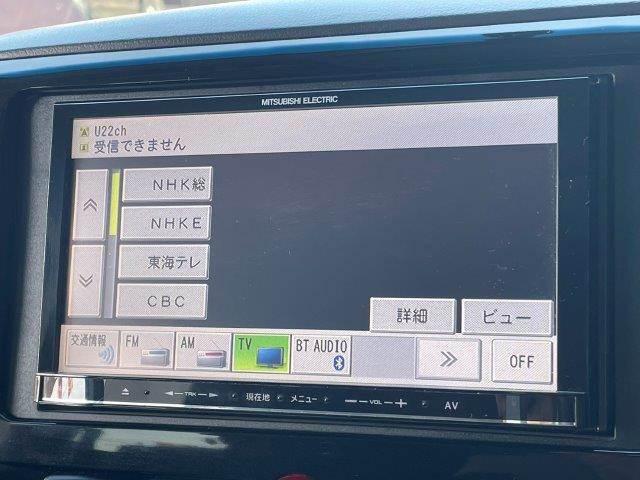 MITSUBISHI ELECTRIC
U22ch
受信できません
NHK総
NHKE
東海テレ
CBC
詳細
ビュー
交通情報
FM
AM
TV
BT AUDIO
OFF
TRK
現在地
メニュー
VOL
AV